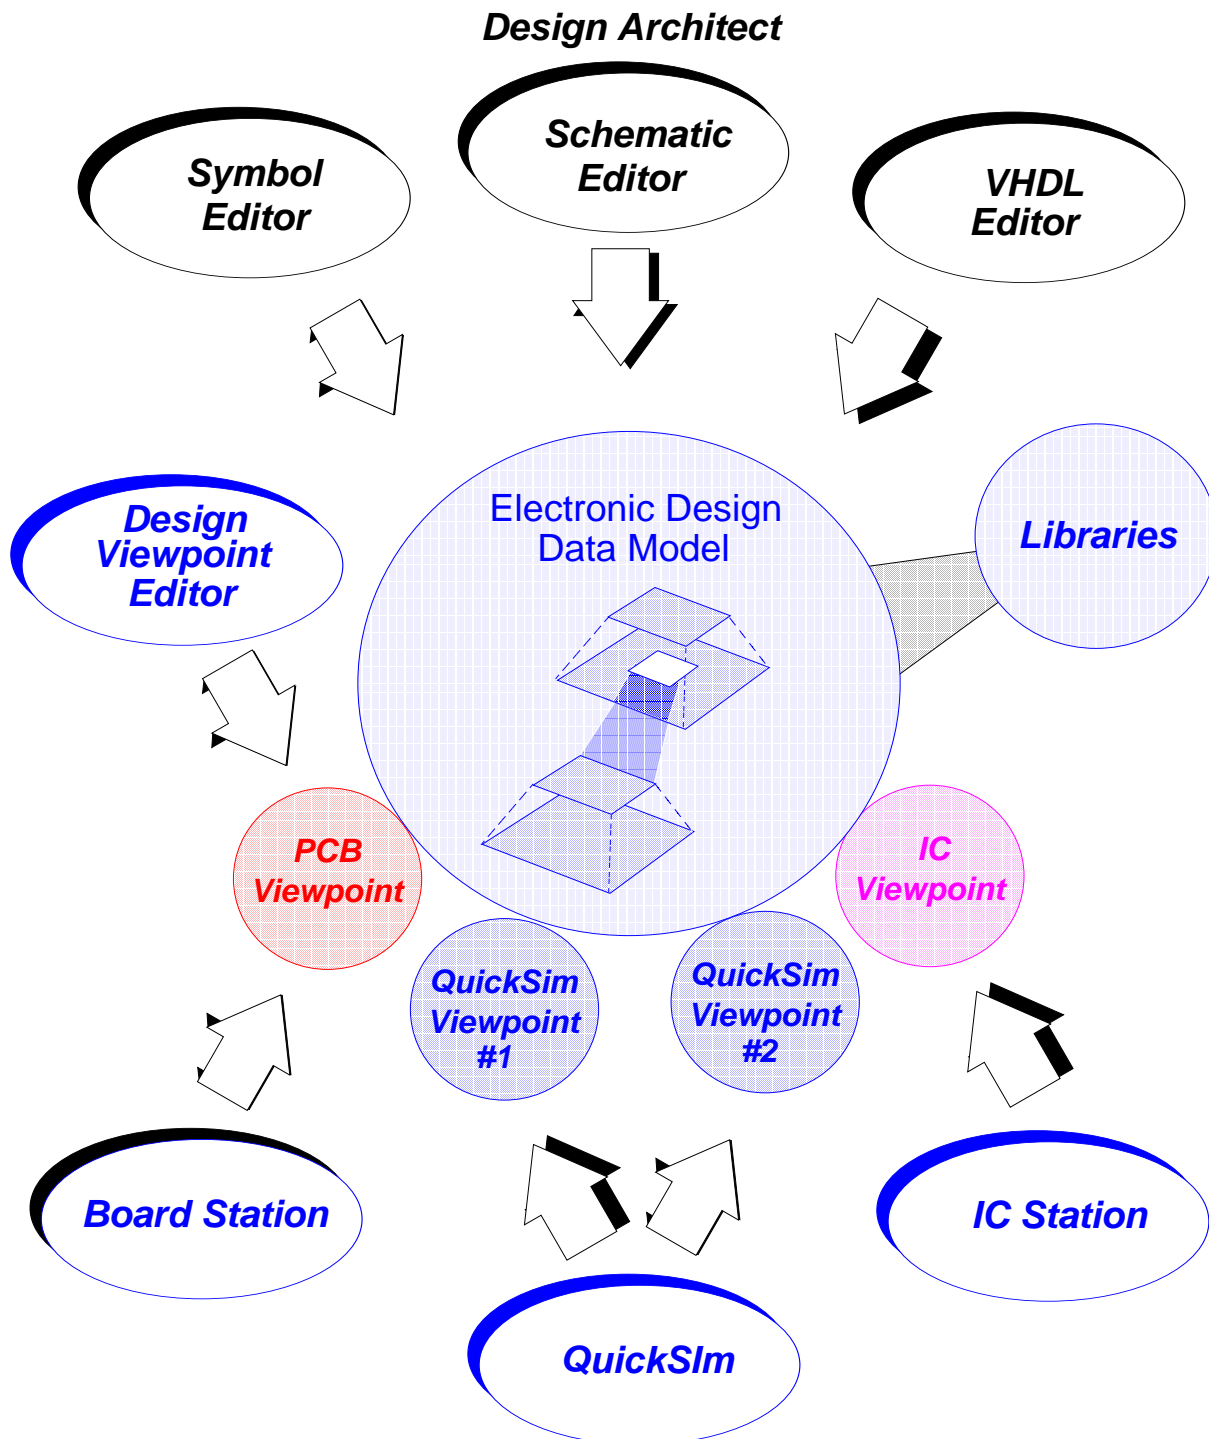 Design Architect
Symbol
Editor
Schematic
Editor
VHDL
Editor
Design
Viewpoint
Editor
Electronic Design
Data Model
Libraries
PCB
Viewpoint
QuickSim
Viewpoint
#1
QuickSim
Viewpoint
#2
IC
Viewpoint
Board Station
QuickSIm
IC Station